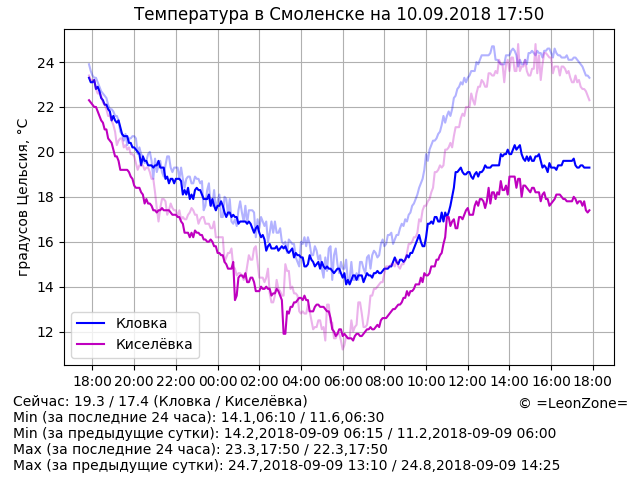 Температура в Смоленске на 10.09.2018 17:50
градусов Цельсия, °C
24
22
20
18
16
14
12
Кловка
Киселёвка
18:00 20:00 22:00 00:00 02:00 04:00 06:00 08:00 10:00 12:00 14:00 16:00 18:00
Сейчас: 19.3 / 17.4 (Кловка / Киселёвка)
© =LeonZone=
Min (за последние 24 часа): 14.1,06:10 / 11.6,06:30
Min (за предыдущие сутки): 14.2,2018-09-09 06:15 / 11.2,2018-09-09 06:00
Max (за последние 24 часа): 23.3,17:50 / 22.3,17:50
Max (за предыдущие сутки): 24.7,2018-09-09 13:10 / 24.8,2018-09-09 14:25